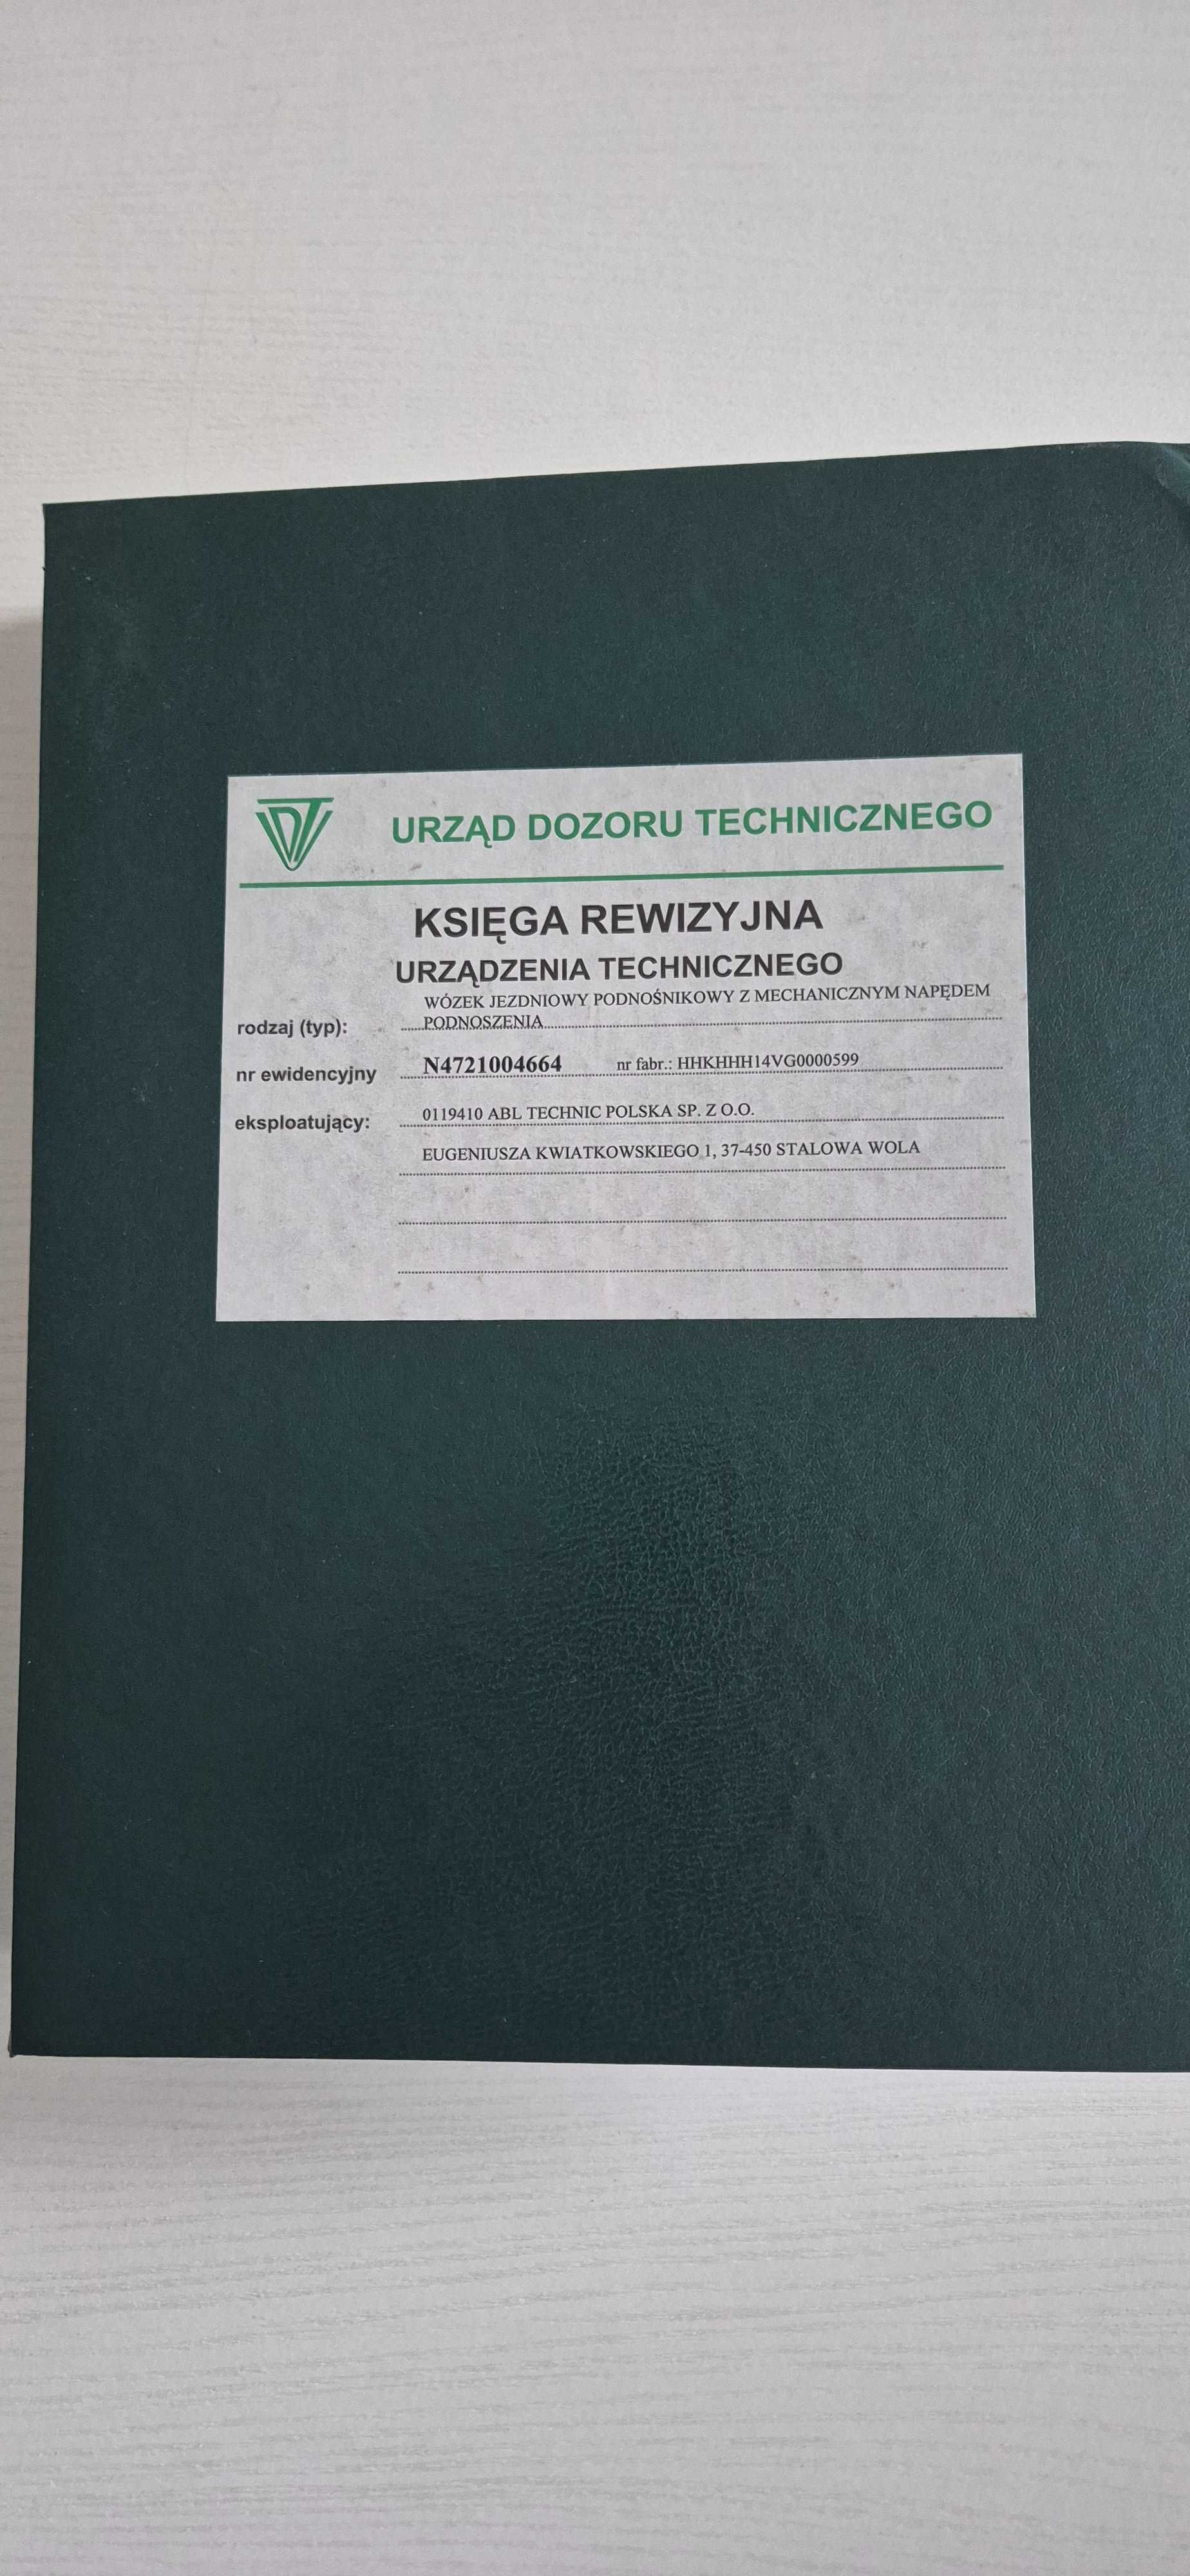 UDT URZĄD DOZORU TECHNICZNEGO
KSIĘGA REWIZYJNA
URZĄDZENIA TECHNICZNEGO
WÓZEK JEZDNIOWY PODNOŚNIKOWY Z MECHANICZNYM NAPĘDEM
rodzaj (typ): PODNOSZENIA
nr ewidencyjny N4721004664 nr fabr.: HHKHHH14VG0000599
eksploatujący: 0119410 ABL TECHNIC POLSKA SP. Z O.O.
EUGENIUSZA KWIATKOWSKIEGO 1, 37-450 STALOWA WOLA